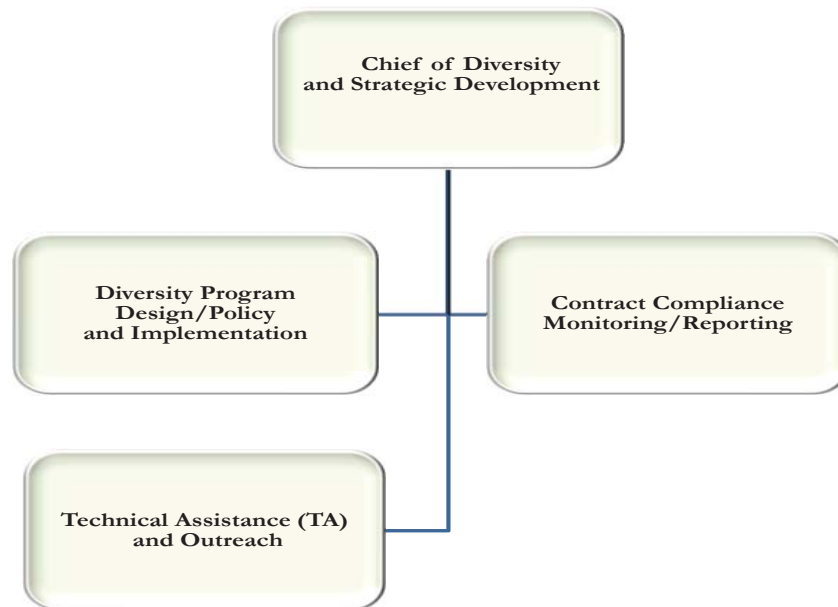 Chief of Diversity
and Strategic Development
Diversity Program
Design/Policy
and Implementation
Contract Compliance
Monitoring/Reporting
Technical Assistance (TA)
and Outreach